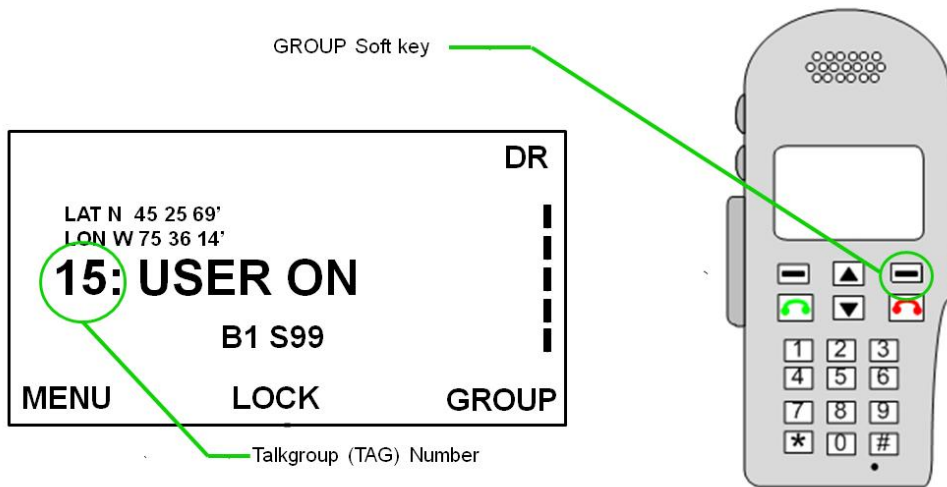 GROUP Soft key
DR
LAT N 45 25 69'
LON W 75 36 14'
15: USER ON
B1 S99
MENU LOCK GROUP
Talkgroup (TAG) Number
1 2 3
4 5 6
7 8 9
* 0 #